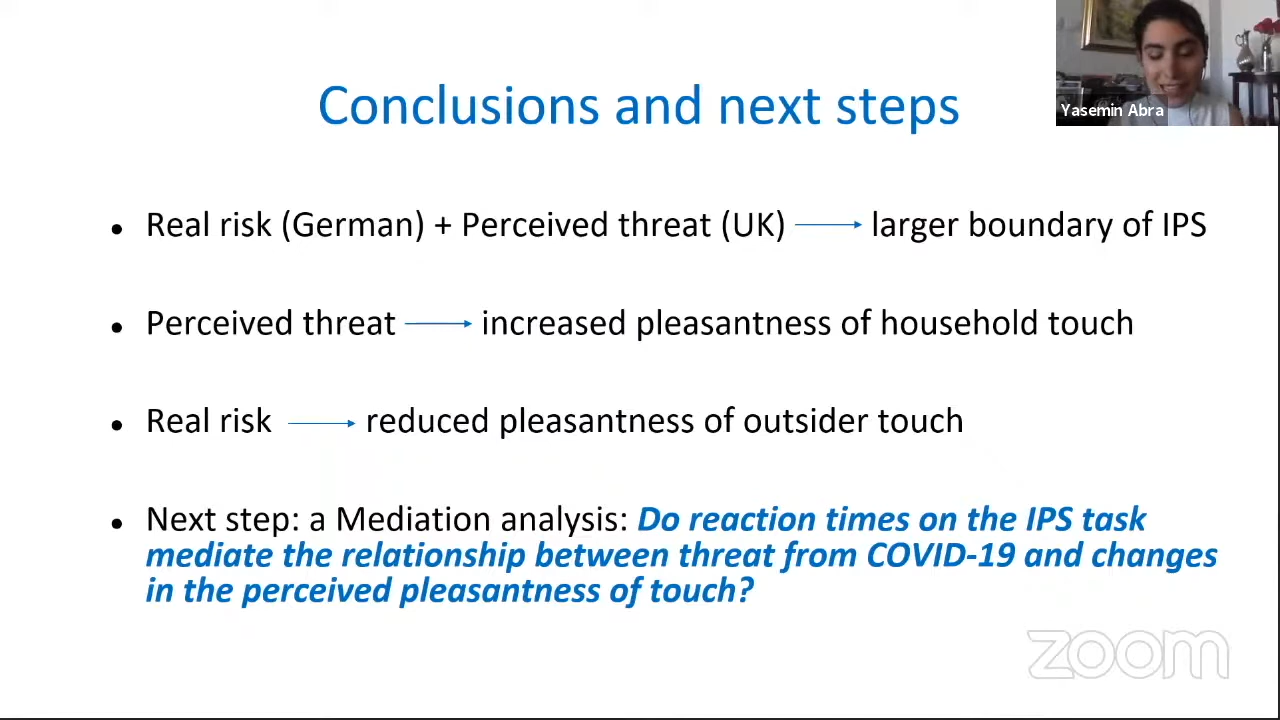 Conclusions and next steps
Yasemin Abra
● Real risk (German) + Perceived threat (UK) → larger boundary of IPS
● Perceived threat → increased pleasantness of household touch
● Real risk → reduced pleasantness of outsider touch
● Next step: a Mediation analysis: Do reaction times on the IPS task
mediate the relationship between threat from COVID-19 and changes
in the perceived pleasantness of touch?
zoom